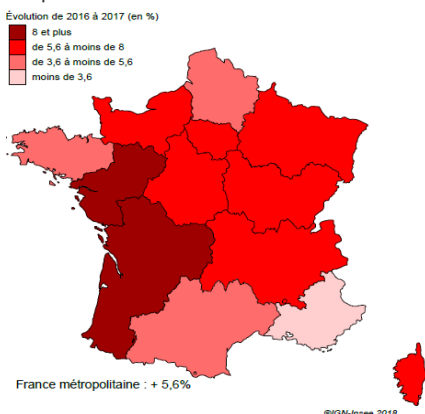 Évolution de 2016 à 2017 (en %)
8 et plus
de 5,6 à moins de 8
de 3,6 à moins de 5,6
moins de 3,6
France métropolitaine : + 5,6%
©IGN-Insee 2018